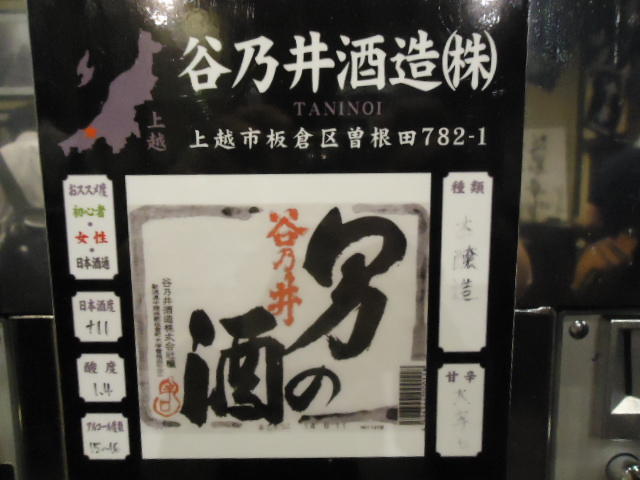 谷乃井酒造㈱
TANINOI
上越市板倉区曽根田782-1
上越
おススメ度
初心者
・
女性
・
日本酒通
日本酒度
+11
酸度
1.4
アルコール度数
15~16
谷乃井
男の
酒
谷乃井酒造株式会社醸
種類
醸造
甘辛